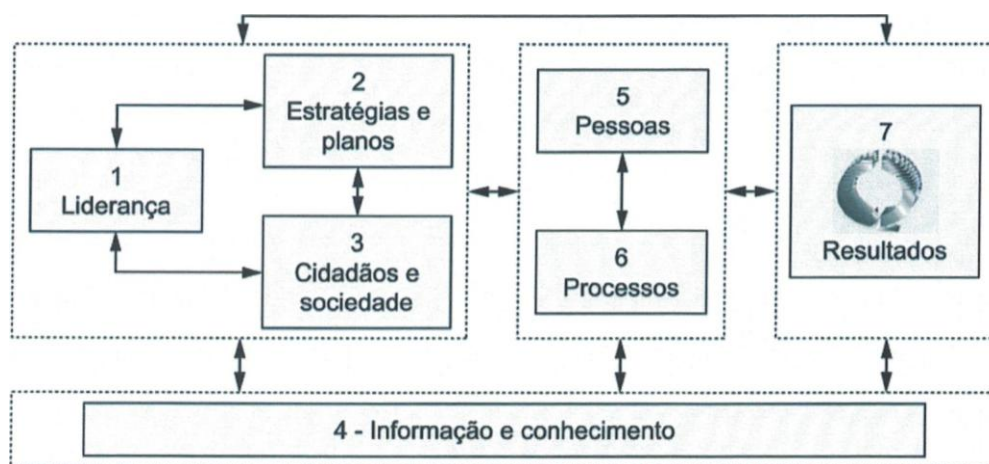 1
Liderança
2
Estratégias e
planos
3
Cidadãos e
sociedade
5
Pessoas
6
Processos
7
Resultados
4 - Informação e conhecimento